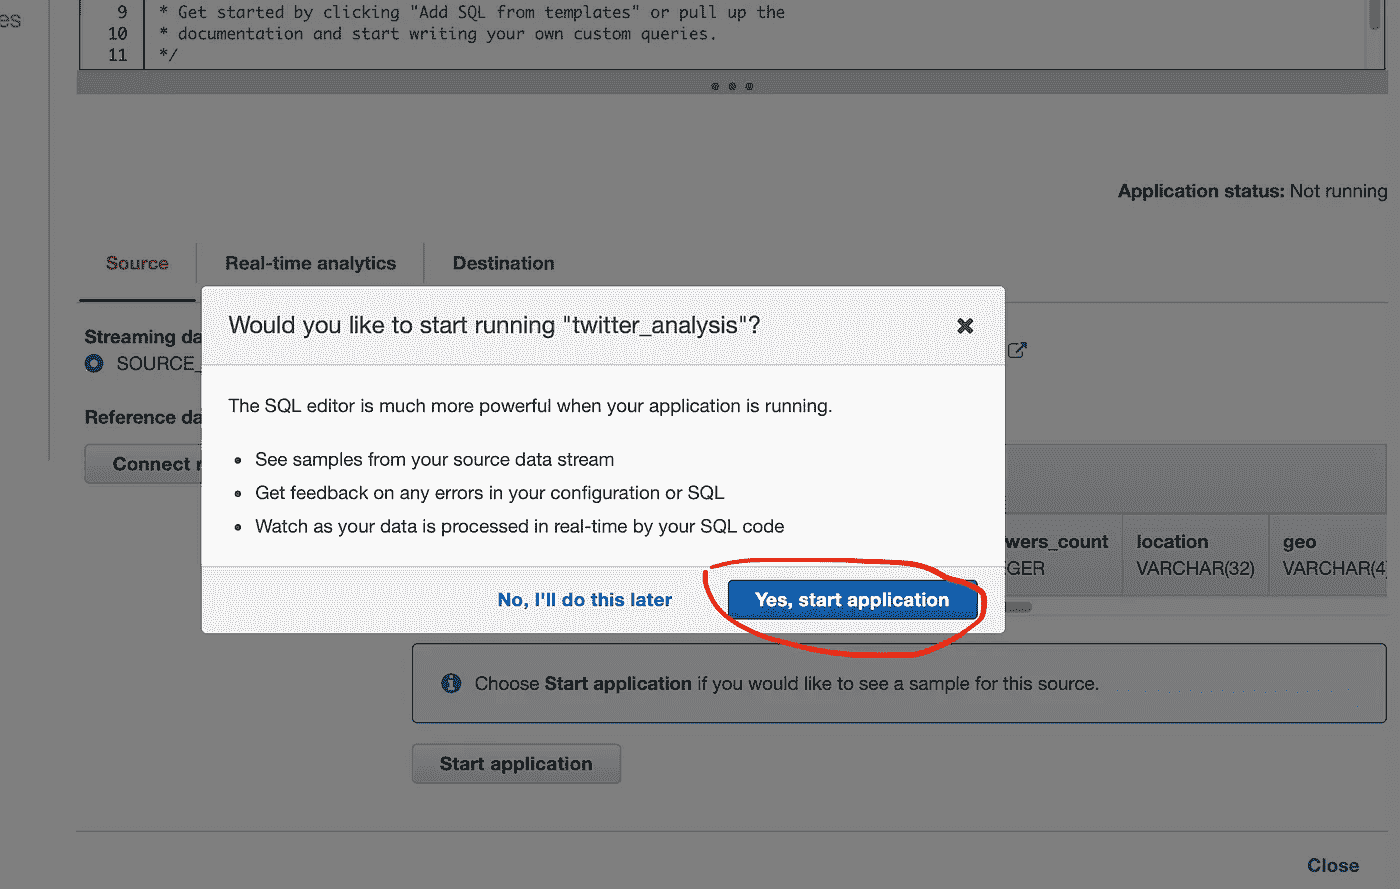 es
9 * Get started by clicking "Add SQL from templates" or pull up the
10 * documentation and start writing your own custom queries.
11 */
Application status: Not running
Source Real-time analytics Destination
Would you like to start running "twitter_analysis"?
Streaming da
SOURCE_
The SQL editor is much more powerful when your application is running.
Reference da
Connect r
• See samples from your source data stream
• Get feedback on any errors in your configuration or SQL
• Watch as your data is processed in real-time by your SQL code
wers_count location geo
GER VARCHAR(32) VARCHAR(4
No, I'll do this later Yes, start application
Choose Start application if you would like to see a sample for this source.
Start application
Close